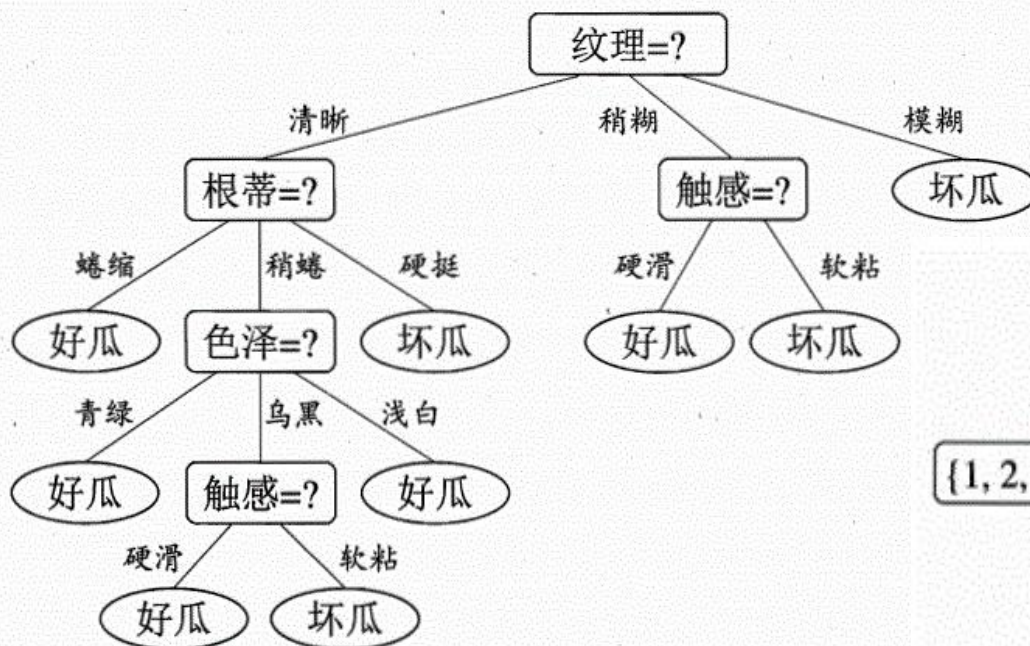 纹理=?
清晰 稍糊 模糊
根蒂=? 触感=? 坏瓜
蜷缩 稍蜷 硬挺 硬滑 软粘
好瓜 色泽=? 坏瓜 好瓜 坏瓜
青绿 乌黑 浅白
好瓜 触感=? 好瓜
{1, 2,
硬滑 软粘
好瓜 坏瓜